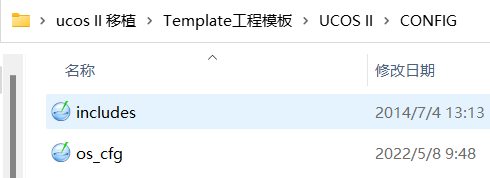 ucos II 移植 > Template工程模板 > UCOS II > CONFIG
名称 修改日期
includes 2014/7/4 13:13
os_cfg 2022/5/8 9:48